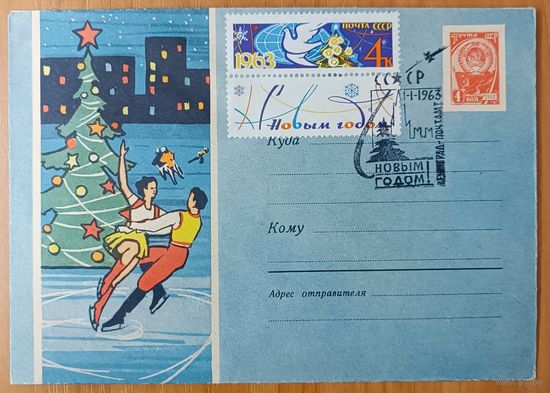 1963
ПОЧТА СССР
4к
С Новым годом
СССР
1-1-1963
ЛЕНИНГРАД-ПОЧТАМТ
НОВЫМ
ГОДОМ!
ПОЧТА СССР
4
КОП.
Куда
Кому
Адрес отправителя